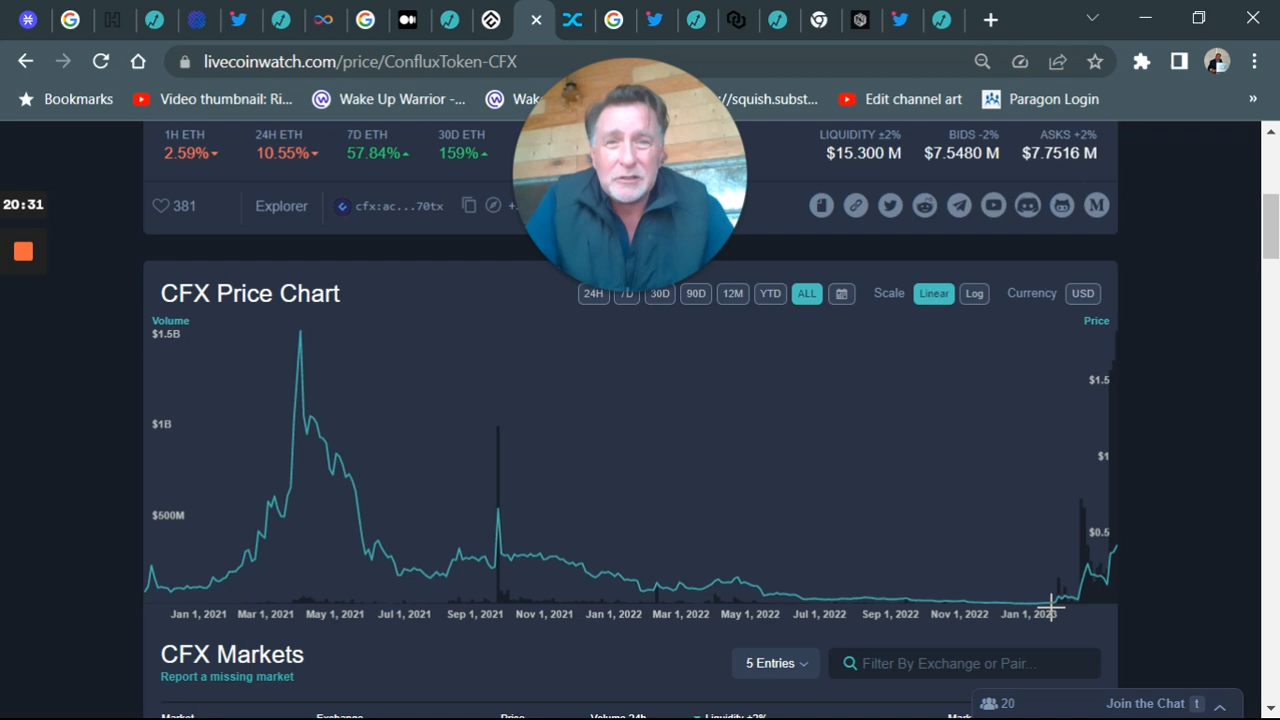 livecoinwatch.com/price/ConfluxToken-CFX
Bookmarks
Video thumbnail: Ri...
Wake Up Warrior -...
Wak
://squish.subst...
Edit channel art
Paragon Login
»
1H ETH
24H ETH
7D ETH
30D ETH
LIQUIDITY ±2%
BIDS -2%
ASKS +2%
2.59%
10.55%
57.84%
159%
$15.300 M
$7.5480 M
$7.7516 M
20:31
381
Explorer
cfx:ac...70tx
M
CFX Price Chart
24H
7D
30D
90D
12M
YTD
ALL
Scale
Linear
Log
Currency
USD
Volume
Price
$1.5B
$1B
$500M
$1.5
$1
$0.5
Jan 1, 2021
Mar 1, 2021
May 1, 2021
Jul 1, 2021
Sep 1, 2021
Nov 1, 2021
Jan 1, 2022
Mar 1, 2022
May 1, 2022
Jul 1, 2022
Sep 1, 2022
Nov 1, 2022
Jan 1, 2023
CFX Markets
Report a missing market
5 Entries
Filter By Exchange or Pair...
20
Join the Chat
t
Market
Exchange
Price
Volume 24h
Liquidity ±2%